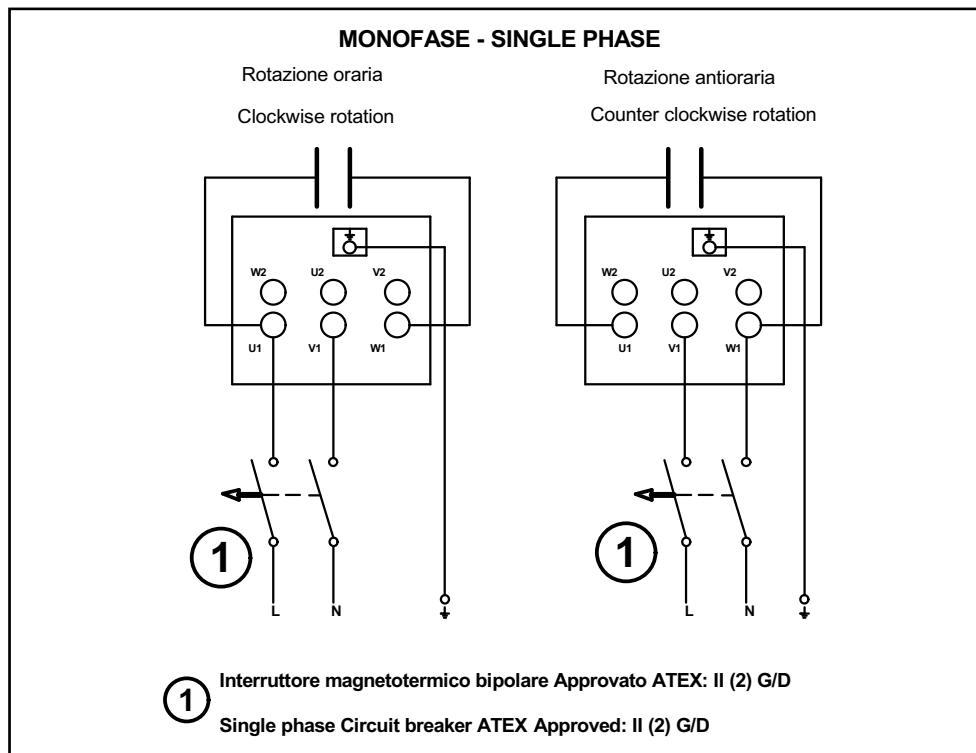 MONOFASE - SINGLE PHASE
Rotazione oraria
Clockwise rotation
Rotazione antioraria
Counter clockwise rotation
W2 U2 V2
U1 V1 W1
W2 U2 V2
U1 V1 W1
1
1
L N
L N
1
Interruttore magnetotermico bipolare Approvato ATEX: II (2) G/D
Single phase Circuit breaker ATEX Approved: II (2) G/D